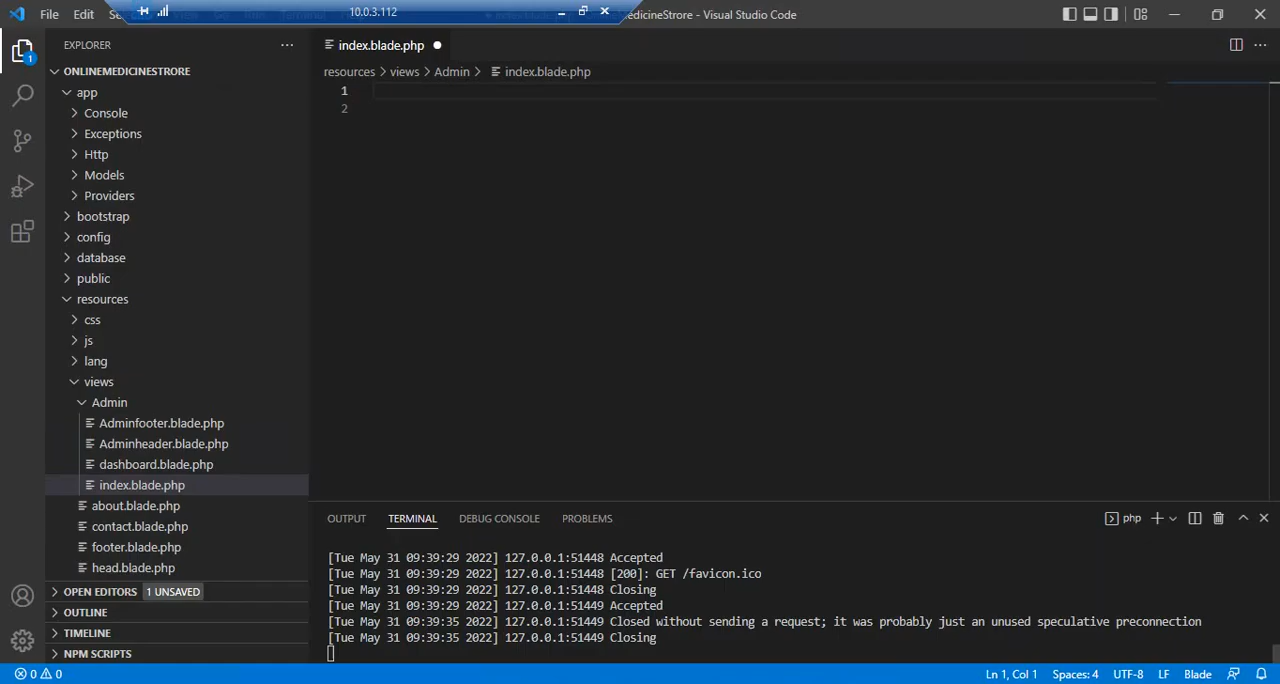 File Edit 10.0.3.112 MedicineStrore - Visual Studio Code
EXPLORER
index.blade.php
ONLINEMEDICINESTRORE
resources > views > Admin > index.blade.php
1
2
app
Console
Exceptions
Http
Models
Providers
bootstrap
config
database
public
resources
css
js
lang
views
Admin
Adminfooter.blade.php
Adminheader.blade.php
dashboard.blade.php
index.blade.php
about.blade.php
contact.blade.php
footer.blade.php
head.blade.php
OPEN EDITORS 1 UNSAVED
OUTLINE
TIMELINE
NPM SCRIPTS
1
OUTPUT TERMINAL DEBUG CONSOLE PROBLEMS php
[Tue May 31 09:39:29 2022] 127.0.0.1:51448 Accepted
[Tue May 31 09:39:29 2022] 127.0.0.1:51448 [200]: GET /favicon.ico
[Tue May 31 09:39:29 2022] 127.0.0.1:51448 Closing
[Tue May 31 09:39:29 2022] 127.0.0.1:51449 Accepted
[Tue May 31 09:39:35 2022] 127.0.0.1:51449 Closed without sending a request; it was probably just an unused speculative preconnection
[Tue May 31 09:39:35 2022] 127.0.0.1:51449 Closing
0 0 Ln 1, Col 1 Spaces: 4 UTF-8 LF Blade